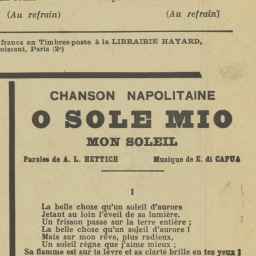 (Au refrain) (Au refrain)
francs en Timbres-poste à la LIBRAIRIE HAYARD,
Paris (2e)
CHANSON NAPOLITAINE
O SOLE MIO
MON SOLEIL
Paroles de A. L. HETTICH Musique de E. di CAPUA
I
La belle chose qu'un soleil d'aurore
Jetant au loin l'éveil de sa lumière.
Un frisson passe sur la terre entière ;
La belle chose qu'un soleil d'aurore !
Mais sur mon rêve, plus radieux,
Un soleil règne que j'aime mieux ;
Sa flamme est sur ta lèvre et sa clarté brille en tes yeux !